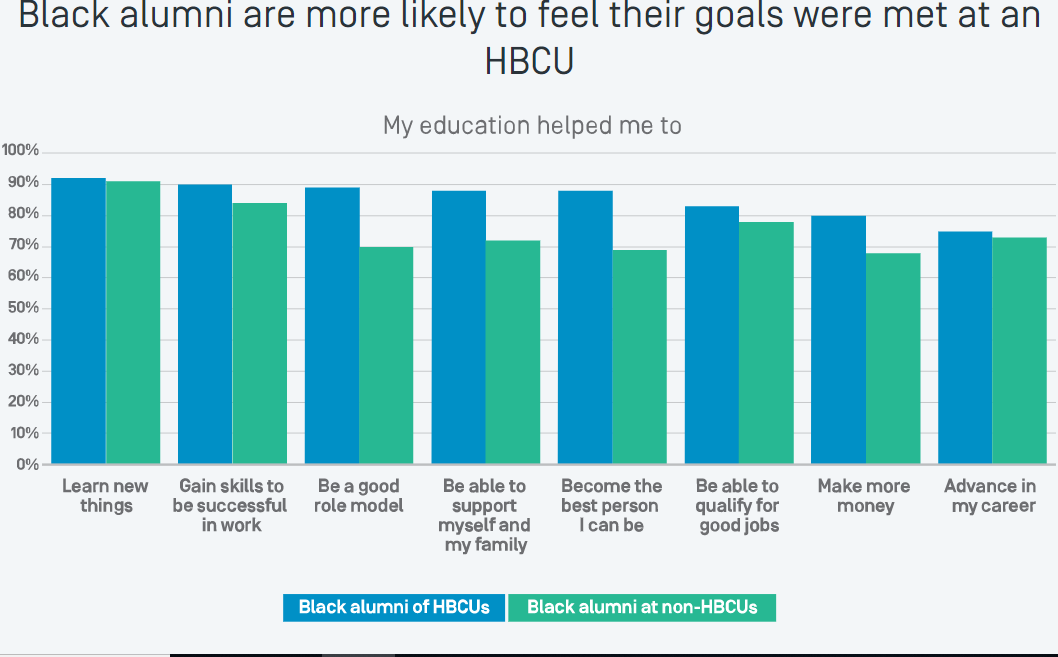 Black alumni are more likely to feel their goals were met at an
HBCU
My education helped me to
100%
90%
80%
70%
60%
50%
40%
30%
20%
10%
0%
Learn new
things
Gain skills to
be successful
in work
Be a good
role model
Be able to
support
myself and
my family
Become the
best person
I can be
Be able to
qualify for
good jobs
Make more
money
Advance in
my career
Black alumni of HBCUs
Black alumni at non-HBCUs